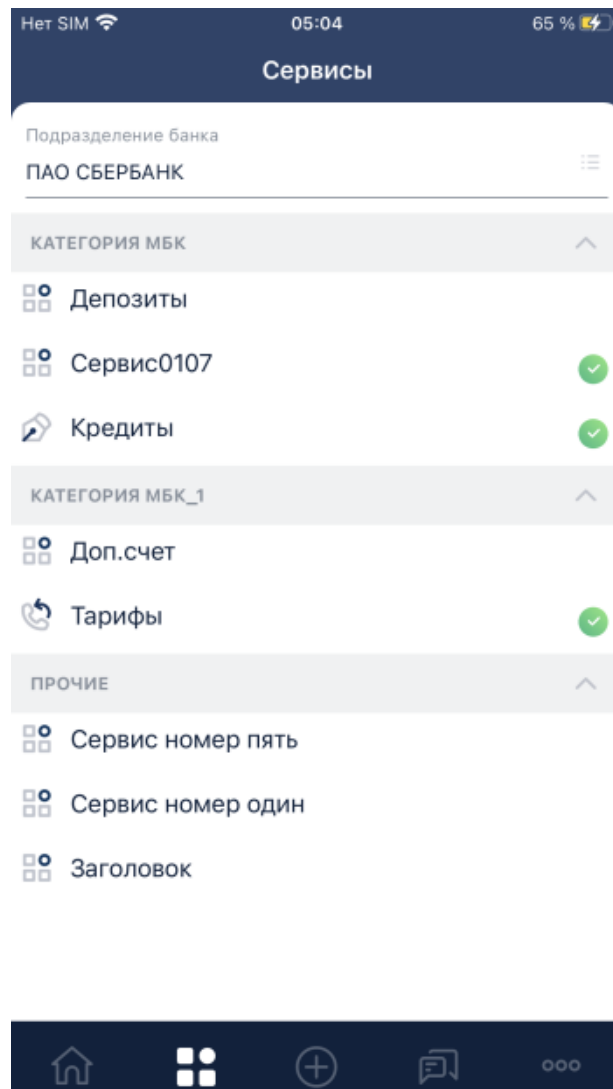 Нет SIM 05:04 65 %
Сервисы
Подразделение банка
ПАО СБЕРБАНК
КАТЕГОРИЯ МБК
Депозиты
Сервис0107
Кредиты
КАТЕГОРИЯ МБК_1
Доп.счет
Тарифы
ПРОЧИЕ
Сервис номер пять
Сервис номер один
Заголовок